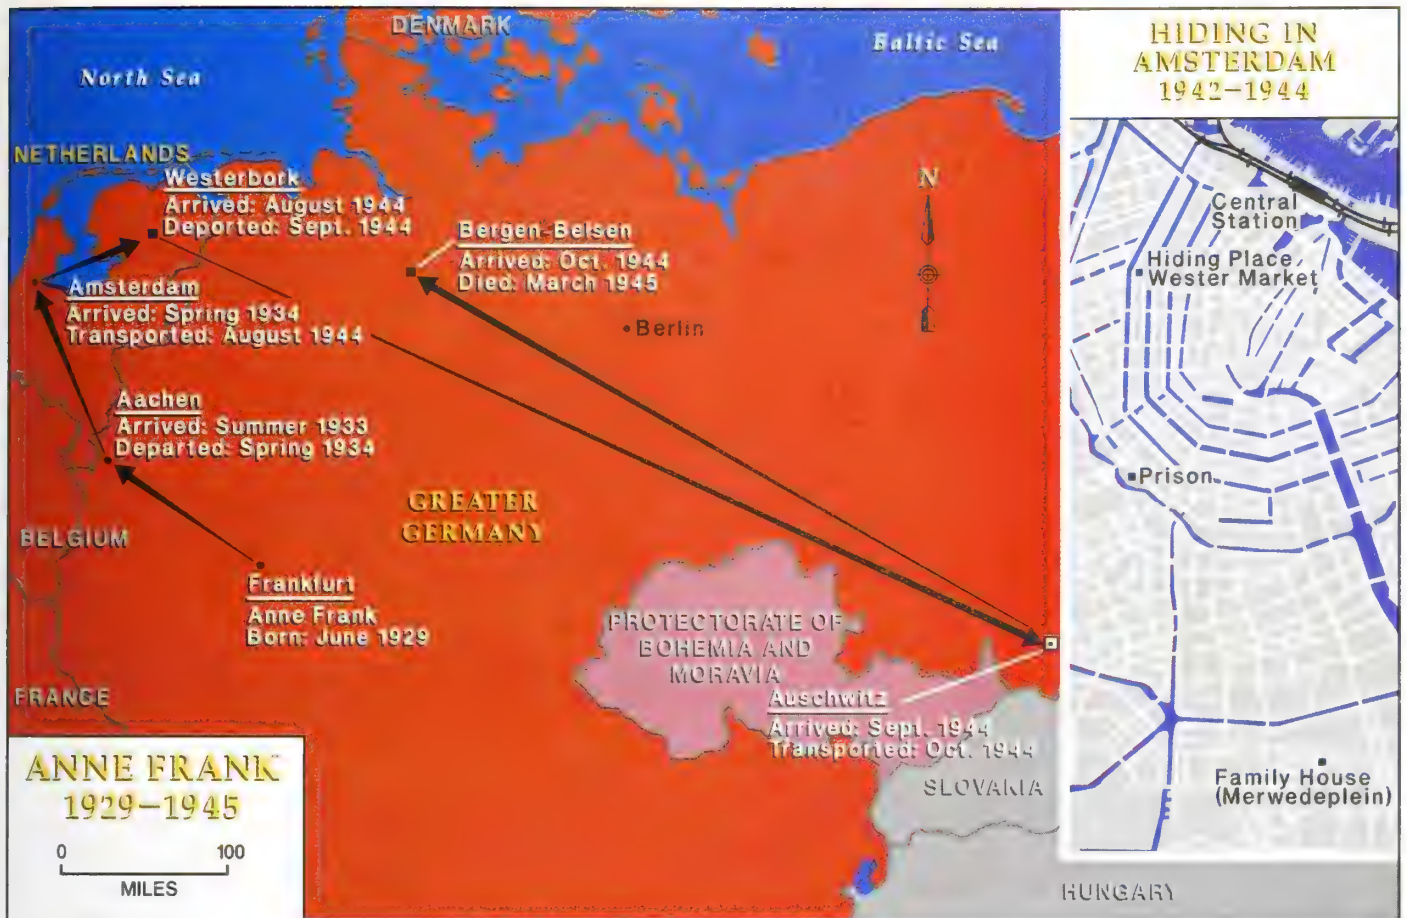 DENMARK
Baltic Sea
North Sea
NETHERLANDS
Westerbork
Arrived: August 1944
Deported: Sept. 1944
Bergen-Belsen
Arrived: Oct. 1944
Died: March 1945
N
Amsterdam
Arrived: Spring 1934
Transported: August 1944
Berlin
Aachen
Arrived: Summer 1933
Departed: Spring 1934
GREATER
GERMANY
BELGIUM
Frankfurt
Anne Frank
Born: June 1929
PROTECTORATE OF
BOHEMIA AND
MORAVIA
FRANCE
Auschwitz
Arrived: Sept. 1944
Transported: Oct. 1944
SLOVAKIA
HUNGARY
ANNE FRANK
1929–1945
0 100
MILES
HIDING IN
AMSTERDAM
1942–1944
Central
Station
Hiding Place,
Wester Market
Prison
Family House
(Merwedeplein)